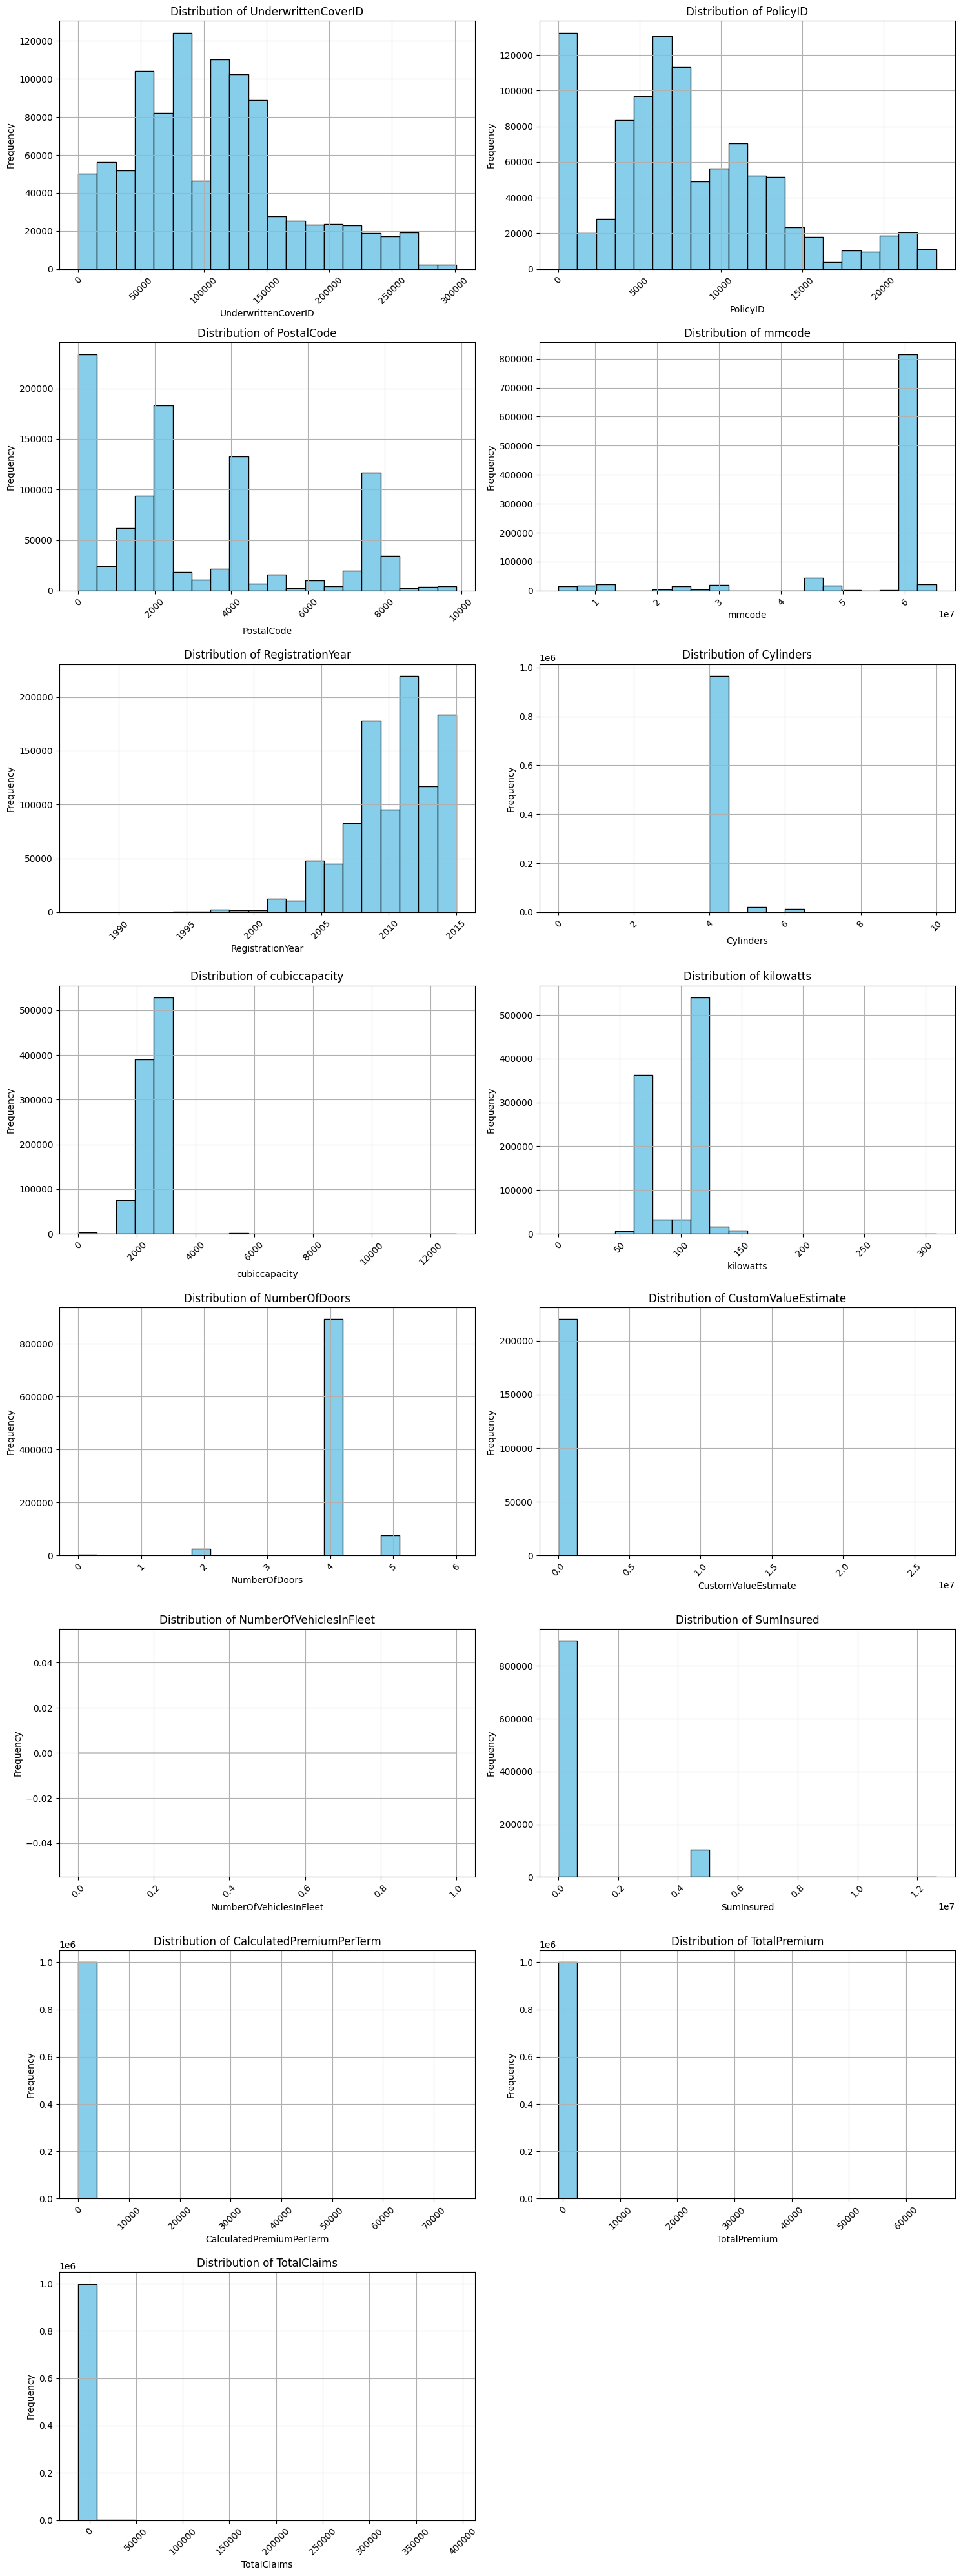 Distribution of UnderwrittenCoverID
Frequency
120000
100000
80000
60000
40000
20000
0
0 50000 100000 150000 200000 250000 300000
UnderwrittenCoverID
Distribution of PolicyID
Frequency
120000
100000
80000
60000
40000
20000
0
0 5000 10000 15000 20000
PolicyID
Distribution of PostalCode
Frequency
200000
150000
100000
50000
0
0 2000 4000 6000 8000 10000
PostalCode
Distribution of mmcode
Frequency
800000
700000
600000
500000
400000
300000
200000
100000
0
1 2 3 4 5 6
1e7
mmcode
Distribution of RegistrationYear
Frequency
200000
150000
100000
50000
0
1990 1995 2000 2005 2010 2015
RegistrationYear
Distribution of Cylinders
1e6
Frequency
1.0
0.8
0.6
0.4
0.2
0.0
0 2 4 6 8 10
Cylinders
Distribution of cubiccapacity
Frequency
500000
400000
300000
200000
100000
0
0 2000 4000 6000 8000 10000 12000
cubiccapacity
Distribution of kilowatts
Frequency
500000
400000
300000
200000
100000
0
0 50 100 150 200 250 300
kilowatts
Distribution of NumberOfDoors
Frequency
800000
600000
400000
200000
0
0 1 2 3 4 5 6
NumberOfDoors
Distribution of CustomValueEstimate
Frequency
200000
150000
100000
50000
0
0.0 0.5 1.0 1.5 2.0 2.5
1e7
CustomValueEstimate
Distribution of NumberOfVehiclesInFleet
Frequency
0.04
0.02
0.00
−0.02
−0.04
0.0 0.2 0.4 0.6 0.8 1.0
NumberOfVehiclesInFleet
Distribution of SumInsured
Frequency
800000
600000
400000
200000
0
0.0 0.2 0.4 0.6 0.8 1.0 1.2
1e7
SumInsured
Distribution of CalculatedPremiumPerTerm
1e6
Frequency
1.0
0.8
0.6
0.4
0.2
0.0
0 10000 20000 30000 40000 50000 60000 70000
CalculatedPremiumPerTerm
Distribution of TotalPremium
1e6
Frequency
1.0
0.8
0.6
0.4
0.2
0.0
0 10000 20000 30000 40000 50000 60000
TotalPremium
Distribution of TotalClaims
1e6
Frequency
1.0
0.8
0.6
0.4
0.2
0.0
0 50000 100000 150000 200000 250000 300000 350000 400000
TotalClaims